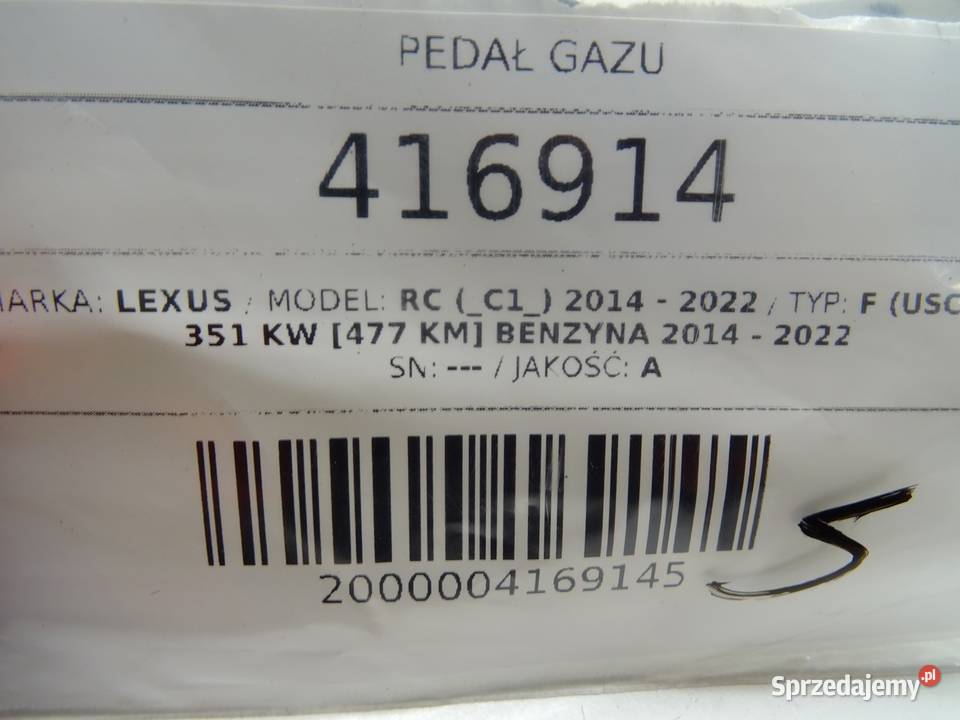 PEDAŁ GAZU
416914
MARKA: LEXUS / MODEL: RC (_C1_) 2014 - 2022 / TYP: F (USC
351 KW [477 KM] BENZYNA 2014 - 2022
SN: --- / JAKOŚĆ: A
2000004169145
5
Sprzedajemy.pl